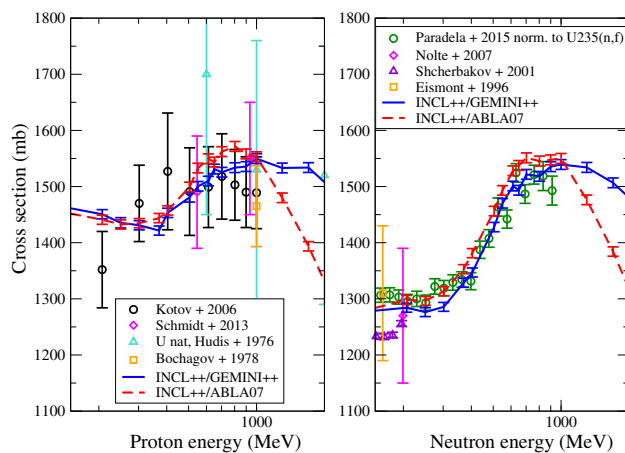 1800
1700
1600
1500
1400
1300
1200
1100
Cross section (mb)
Kotov + 2006
Schmidt + 2013
U nat, Hudis + 1976
Bochagov + 1978
INCL++/GEMINI++
INCL++/ABLA07
1000
Proton energy (MeV)
1800
1700
1600
1500
1400
1300
1200
1100
Paradela + 2015 norm. to U235(n,f)
Nolte + 2007
Shcherbakov + 2001
Eismont + 1996
INCL++/GEMINI++
INCL++/ABLA07
1000
Neutron energy (MeV)